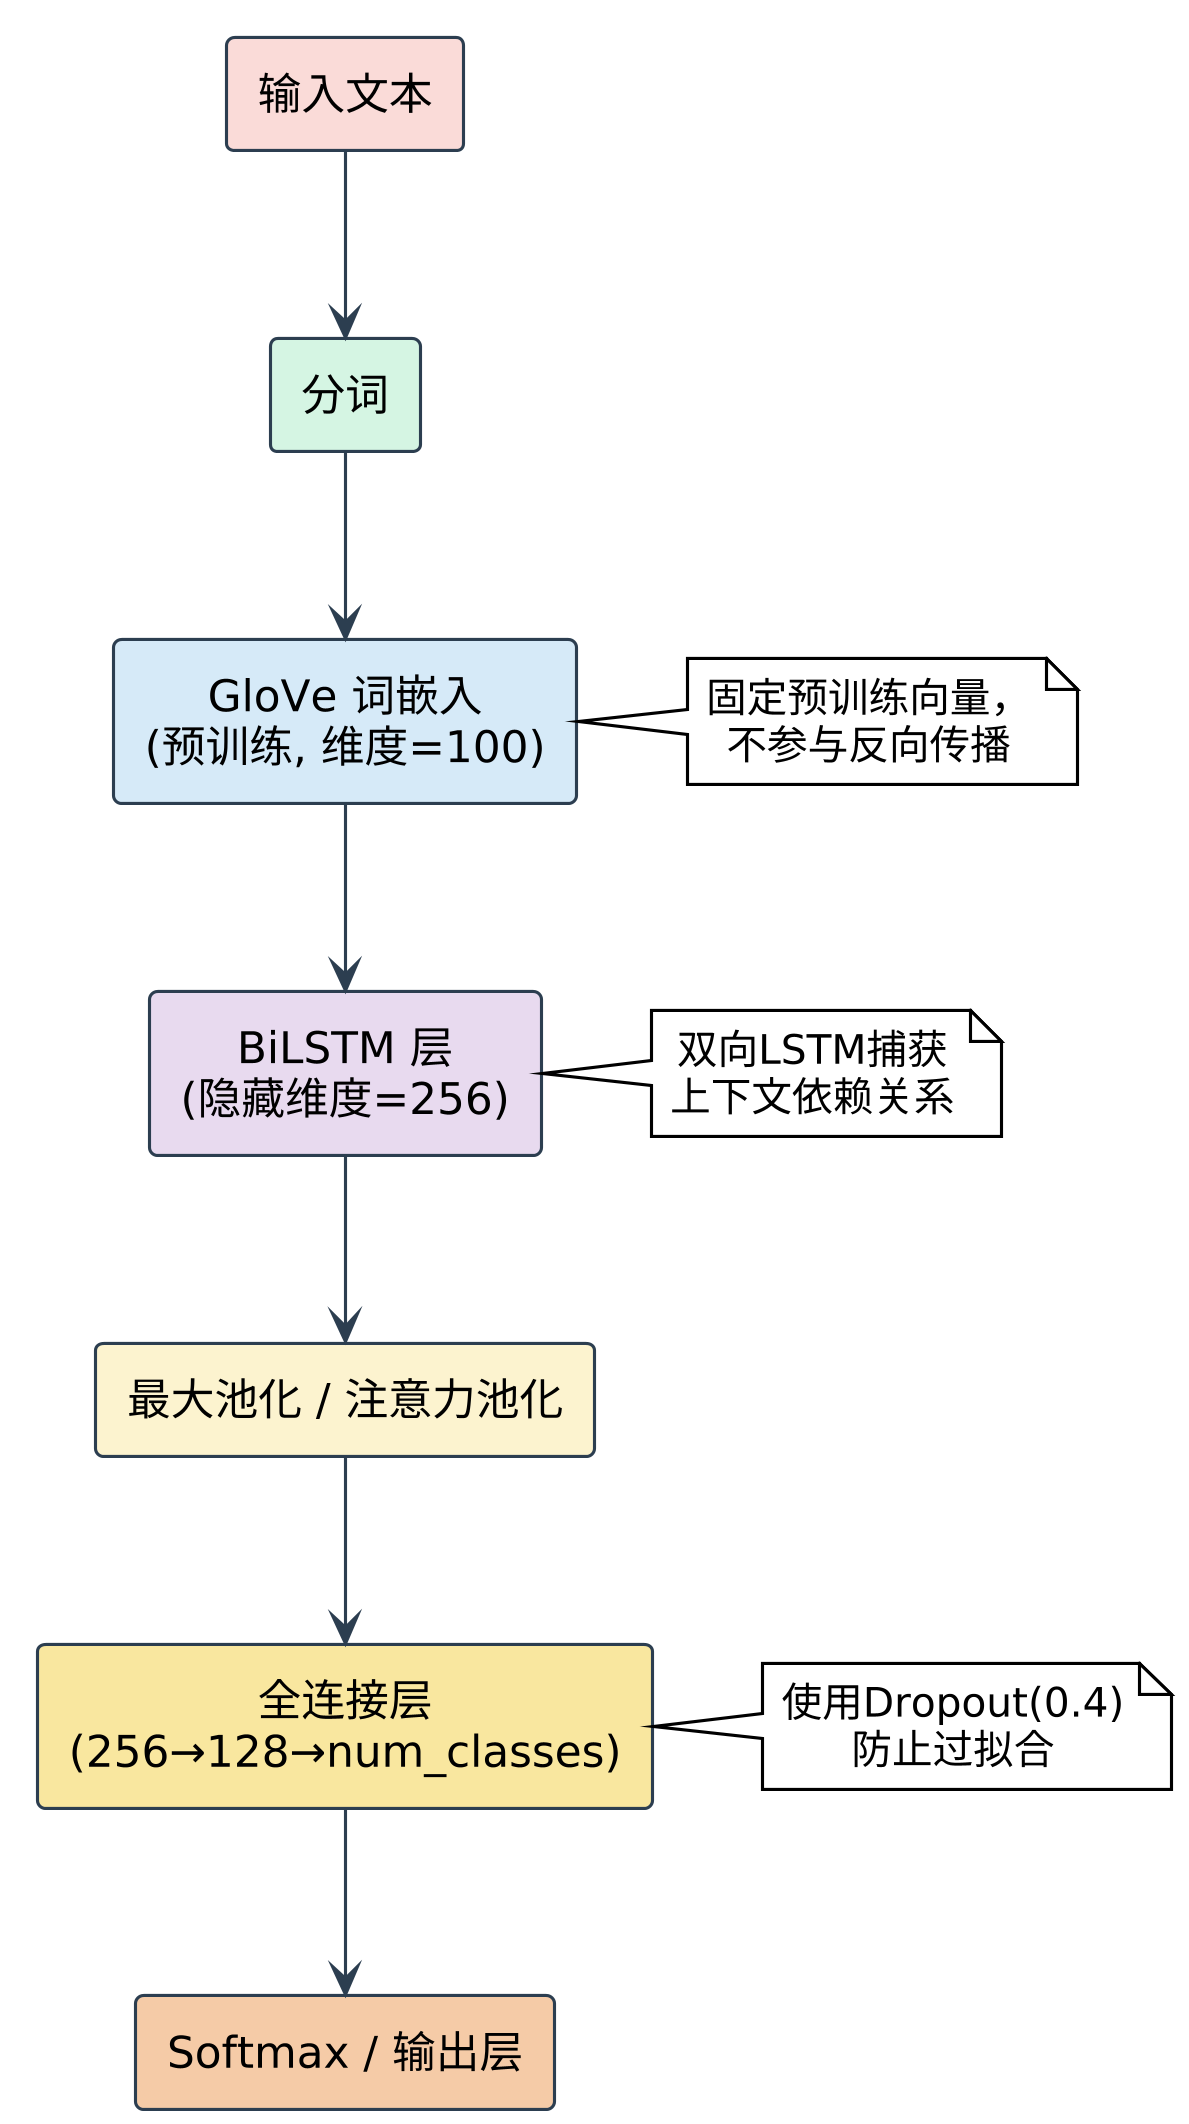 输入文本
分词
GloVe 词嵌入
(预训练, 维度=100)
固定预训练向量，
不参与反向传播
BiLSTM 层
(隐藏维度=256)
双向LSTM捕获
上下文依赖关系
最大池化 / 注意力池化
全连接层
(256→128→num_classes)
使用Dropout(0.4)
防止过拟合
Softmax / 输出层